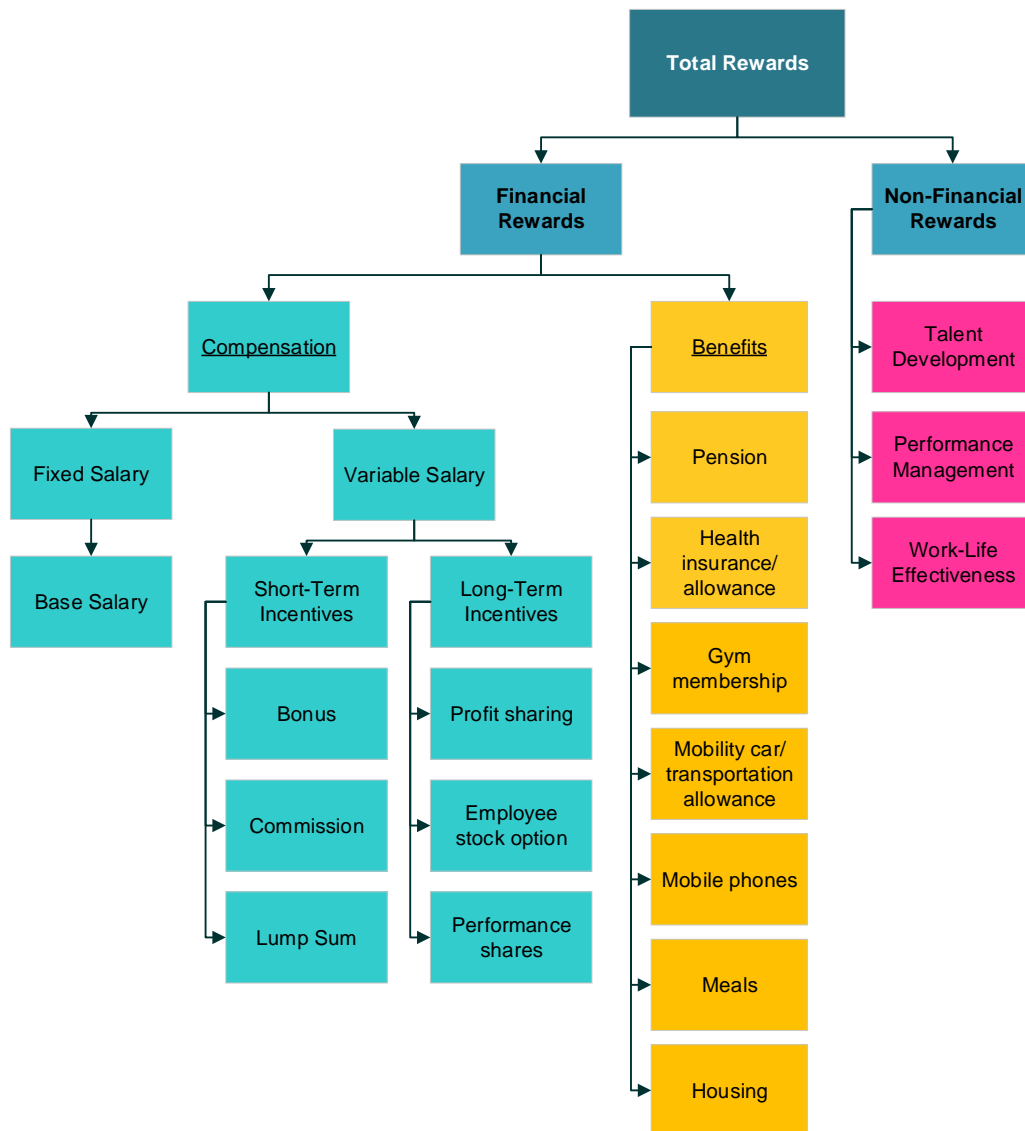 Total Rewards
Financial
Rewards
Non-Financial
Rewards
Compensation
Benefits
Talent
Development
Fixed Salary
Variable Salary
Pension
Performance
Management
Base Salary
Short-Term
Incentives
Long-Term
Incentives
Health
insurance/
allowance
Work-Life
Effectiveness
Bonus
Profit sharing
Gym
membership
Commission
Employee
stock option
Mobility car/
transportation
allowance
Lump Sum
Performance
shares
Mobile phones
Meals
Housing